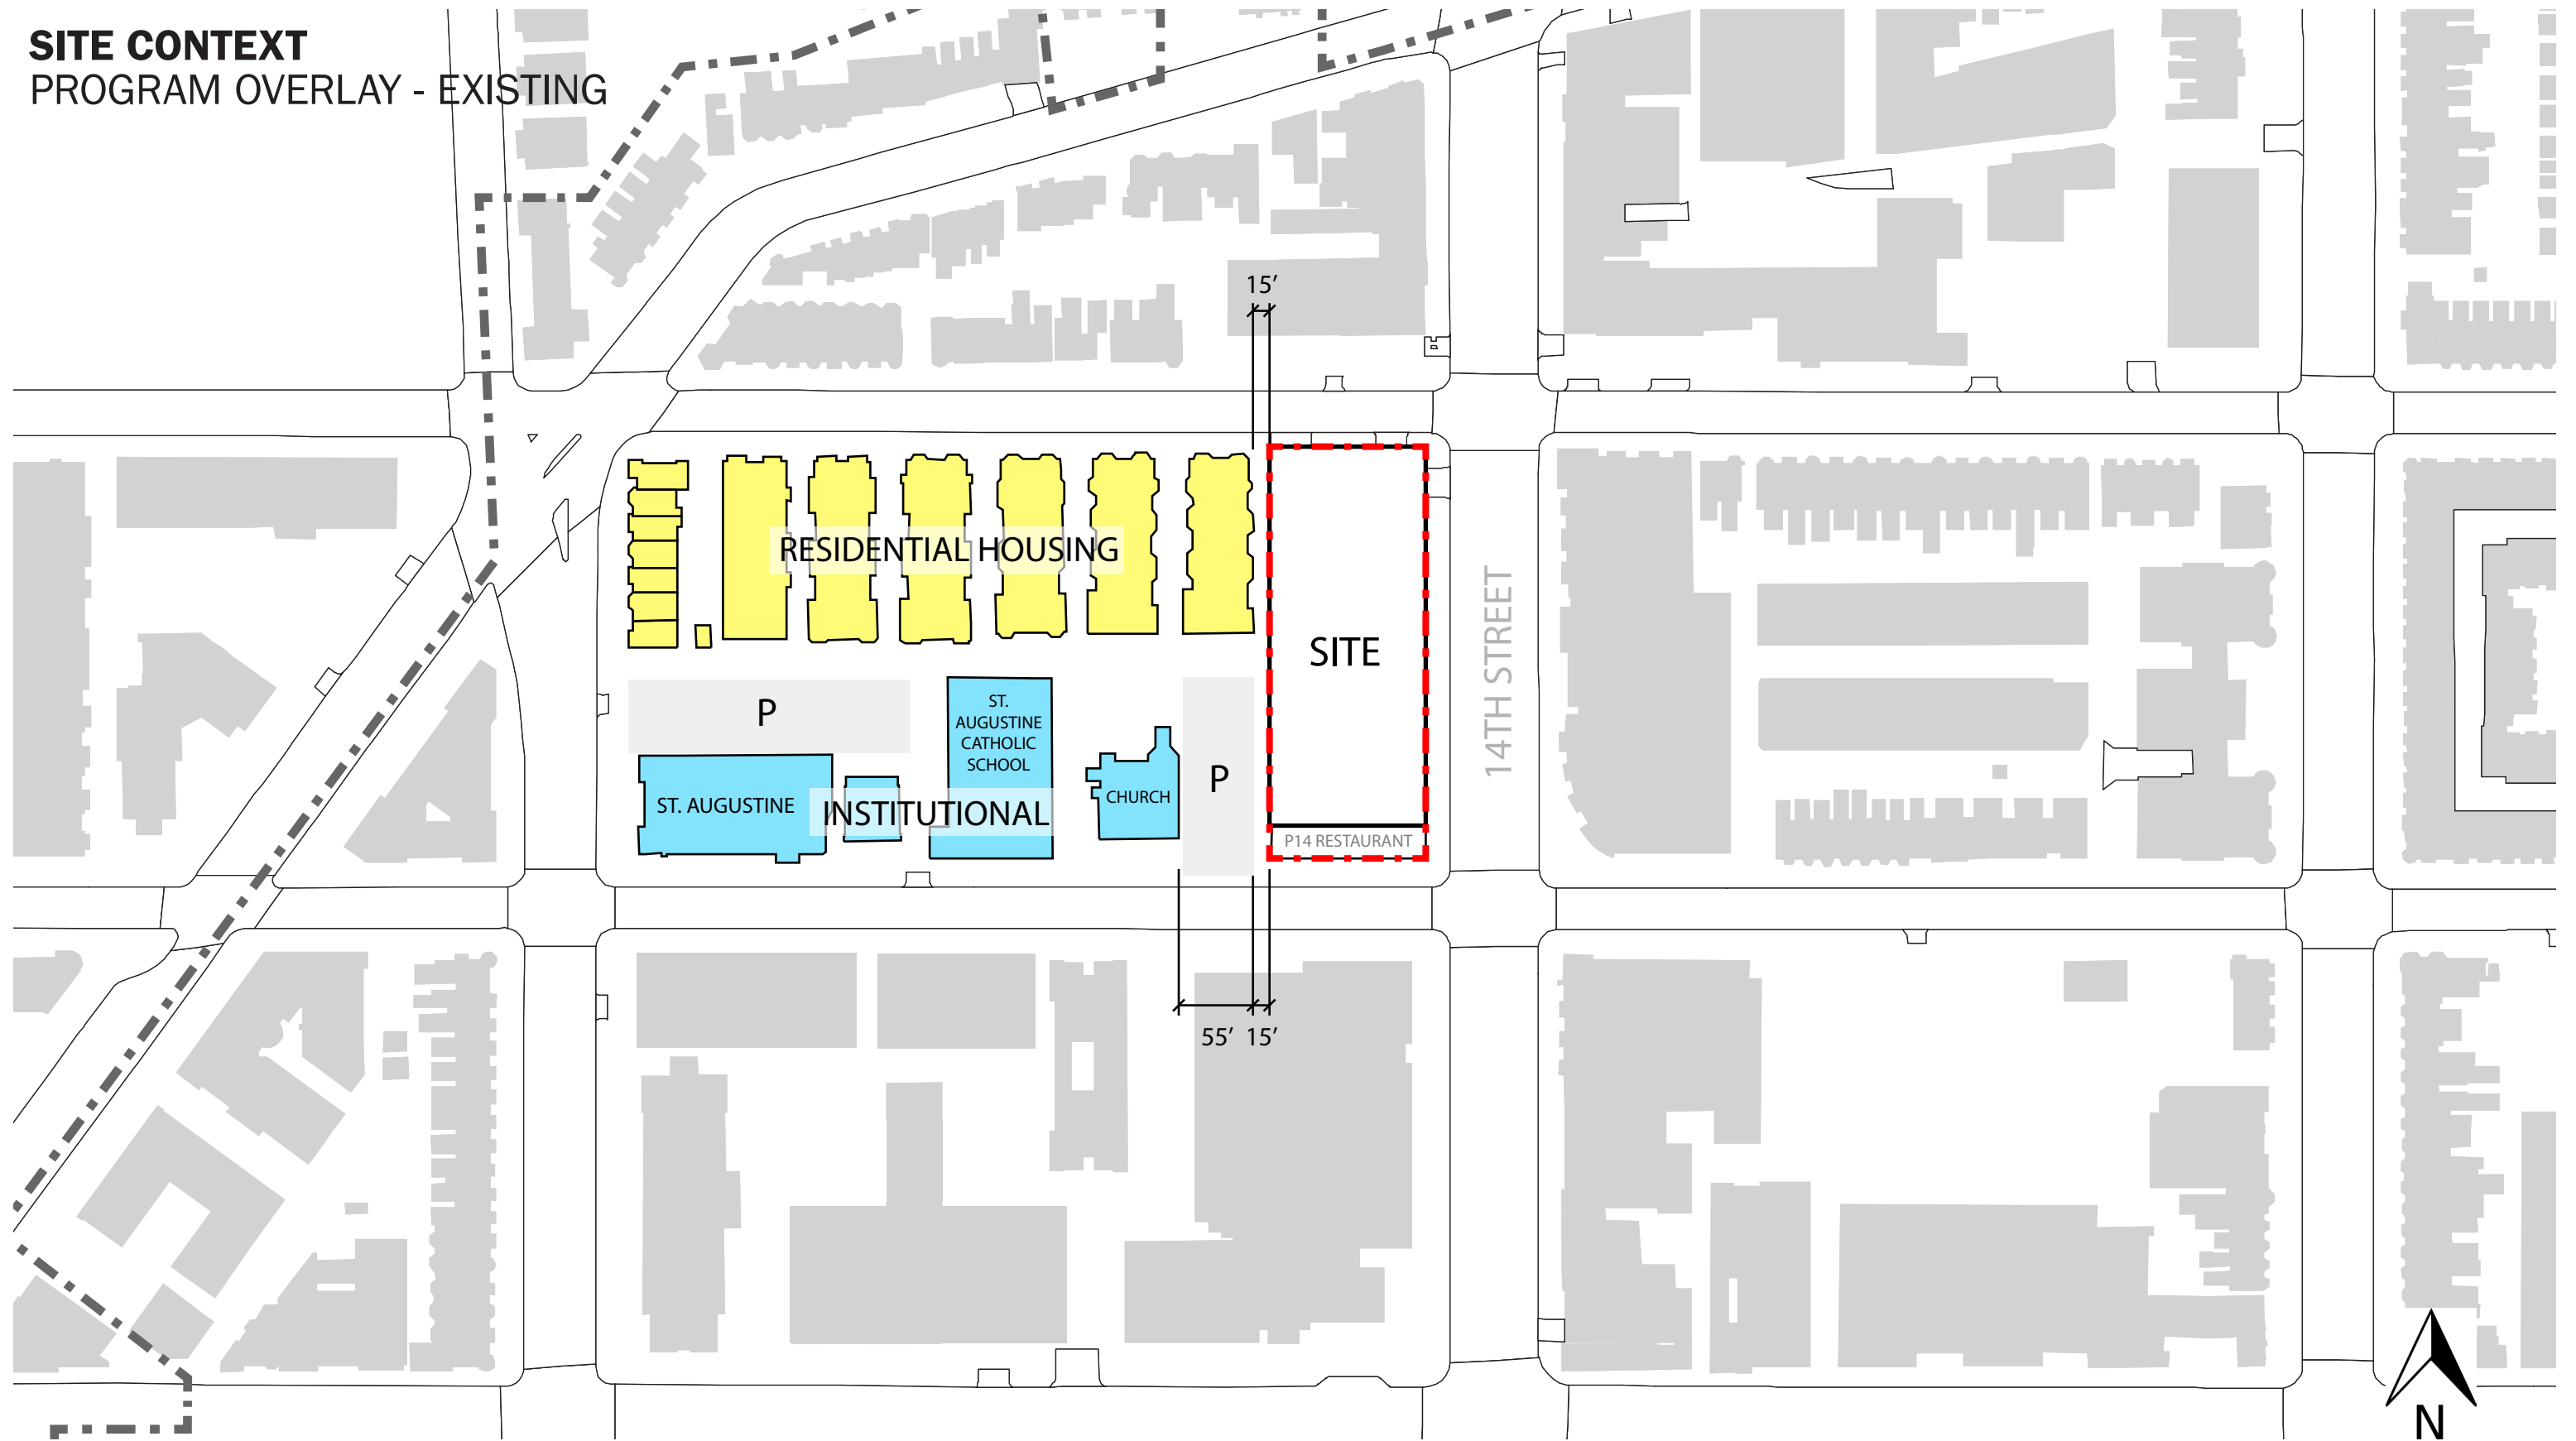 SITE CONTEXT
PROGRAM OVERLAY - EXISTING
15’
RESIDENTIAL HOUSING
SITE
14TH STREET
P
ST.
AUGUSTINE
CATHOLIC
SCHOOL
P
ST. AUGUSTINE
INSTITUTIONAL
CHURCH
P14 RESTAURANT
55’ 15’
N